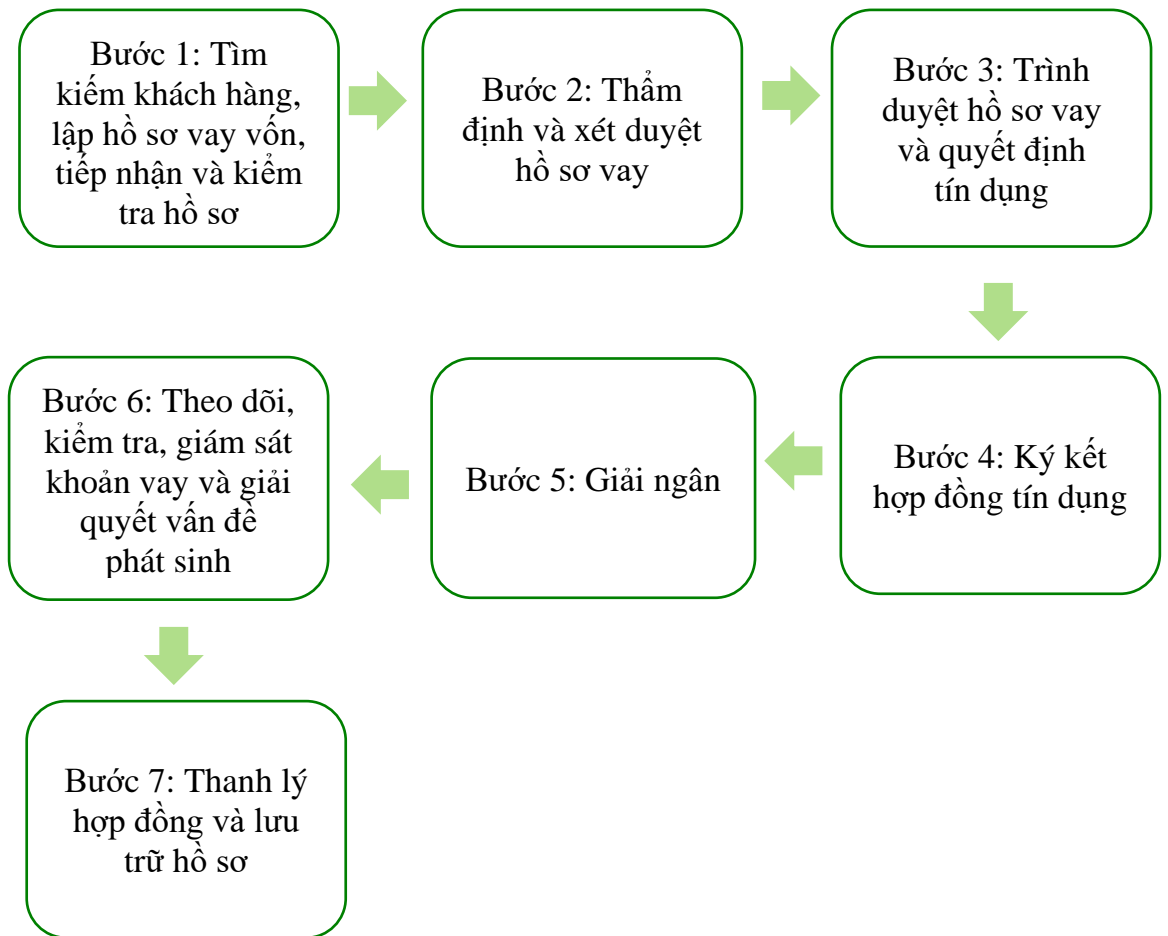 Bước 1: Tìm
kiếm khách hàng,
lập hồ sơ vay vốn,
tiếp nhận và kiểm
tra hồ sơ
Bước 2: Thẩm
định và xét duyệt
hồ sơ vay
Bước 3: Trình
duyệt hồ sơ vay
và quyết định
tín dụng
Bước 4: Ký kết
hợp đồng tín dụng
Bước 5: Giải ngân
Bước 6: Theo dõi,
kiểm tra, giám sát
khoản vay và giải
quyết vấn đề
phát sinh
Bước 7: Thanh lý
hợp đồng và lưu
trữ hồ sơ